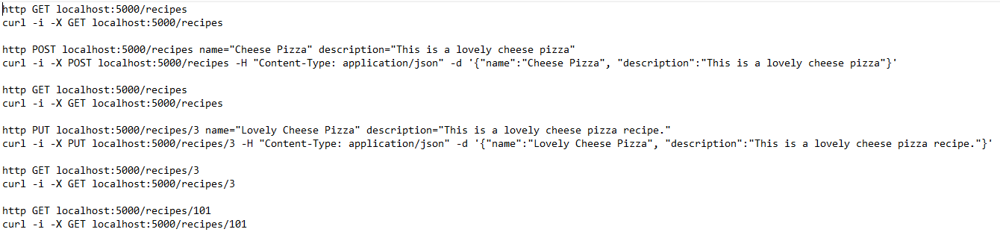 http GET localhost:5000/recipes
curl -i -X GET localhost:5000/recipes
http POST localhost:5000/recipes name="Cheese Pizza" description="This is a lovely cheese pizza"
curl -i -X POST localhost:5000/recipes -H "Content-Type: application/json" -d '{"name":"Cheese Pizza", "description":"This is a lovely cheese pizza"}'
http GET localhost:5000/recipes
curl -i -X GET localhost:5000/recipes
http PUT localhost:5000/recipes/3 name="Lovely Cheese Pizza" description="This is a lovely cheese pizza recipe."
curl -i -X PUT localhost:5000/recipes/3 -H "Content-Type: application/json" -d '{"name":"Lovely Cheese Pizza", "description":"This is a lovely cheese pizza recipe."}'
http GET localhost:5000/recipes/3
curl -i -X GET localhost:5000/recipes/3
http GET localhost:5000/recipes/101
curl -i -X GET localhost:5000/recipes/101